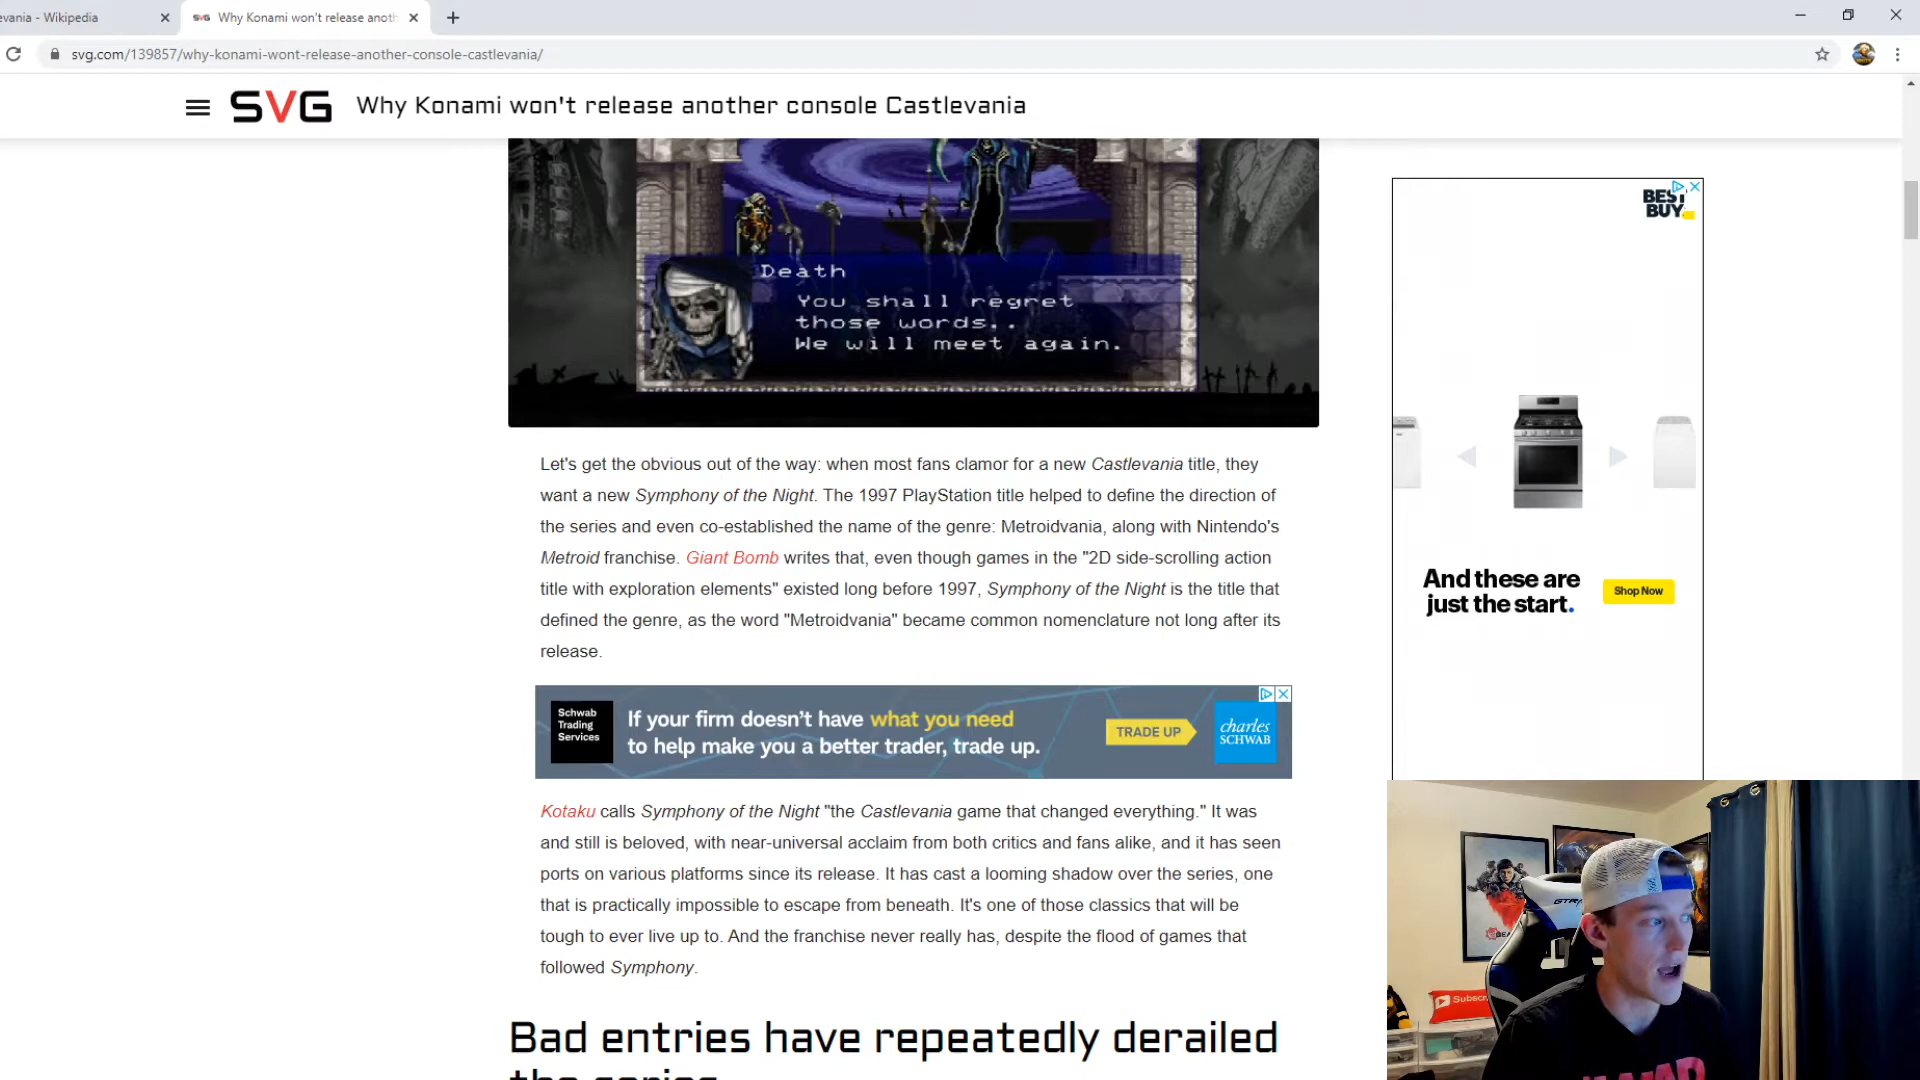 evania - Wikipedia
SVG Why Konami won't release anoth
svg.com/139857/why-konami-wont-release-another-console-castlevania/
SVG Why Konami won't release another console Castlevania
Death
You shall regret
those words..
We will meet again.
BEST
BUY
Let's get the obvious out of the way: when most fans clamor for a new Castlevania title, they
want a new Symphony of the Night. The 1997 PlayStation title helped to define the direction of
the series and even co-established the name of the genre: Metroidvania, along with Nintendo's
Metroid franchise. Giant Bomb writes that, even though games in the "2D side-scrolling action
title with exploration elements" existed long before 1997, Symphony of the Night is the title that
defined the genre, as the word "Metroidvania" became common nomenclature not long after its
release.
And these are
just the start.
Shop Now
Schwab
Trading
Services
If your firm doesn't have what you need
to help make you a better trader, trade up.
TRADE UP
charles
SCHWAB
Kotaku calls Symphony of the Night "the Castlevania game that changed everything." It was
and still is beloved, with near-universal acclaim from both critics and fans alike, and it has seen
ports on various platforms since its release. It has cast a looming shadow over the series, one
that is practically impossible to escape from beneath. It's one of those classics that will be
tough to ever live up to. And the franchise never really has, despite the flood of games that
followed Symphony.
Bad entries have repeatedly derailed
the series
GTR
Subscr